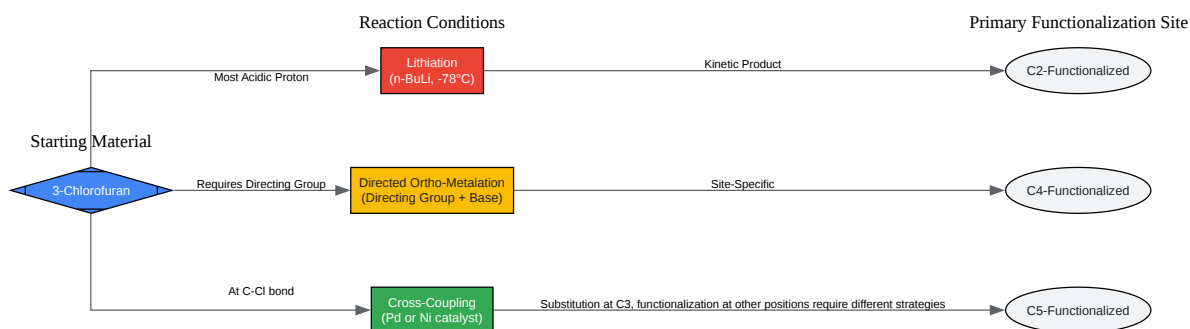 Reaction Conditions
Primary Functionalization Site
Lithiation
(n-BuLi, -78°C)
Most Acidic Proton
Kinetic Product
C2-Functionalized
Starting Material
3-Chlorofuran
Requires Directing Group
Directed Ortho-Metalation
(Directing Group + Base)
Site-Specific
C4-Functionalized
At C-Cl bond
Cross-Coupling
(Pd or Ni catalyst)
Substitution at C3, functionalization at other positions require different strategies
C5-Functionalized